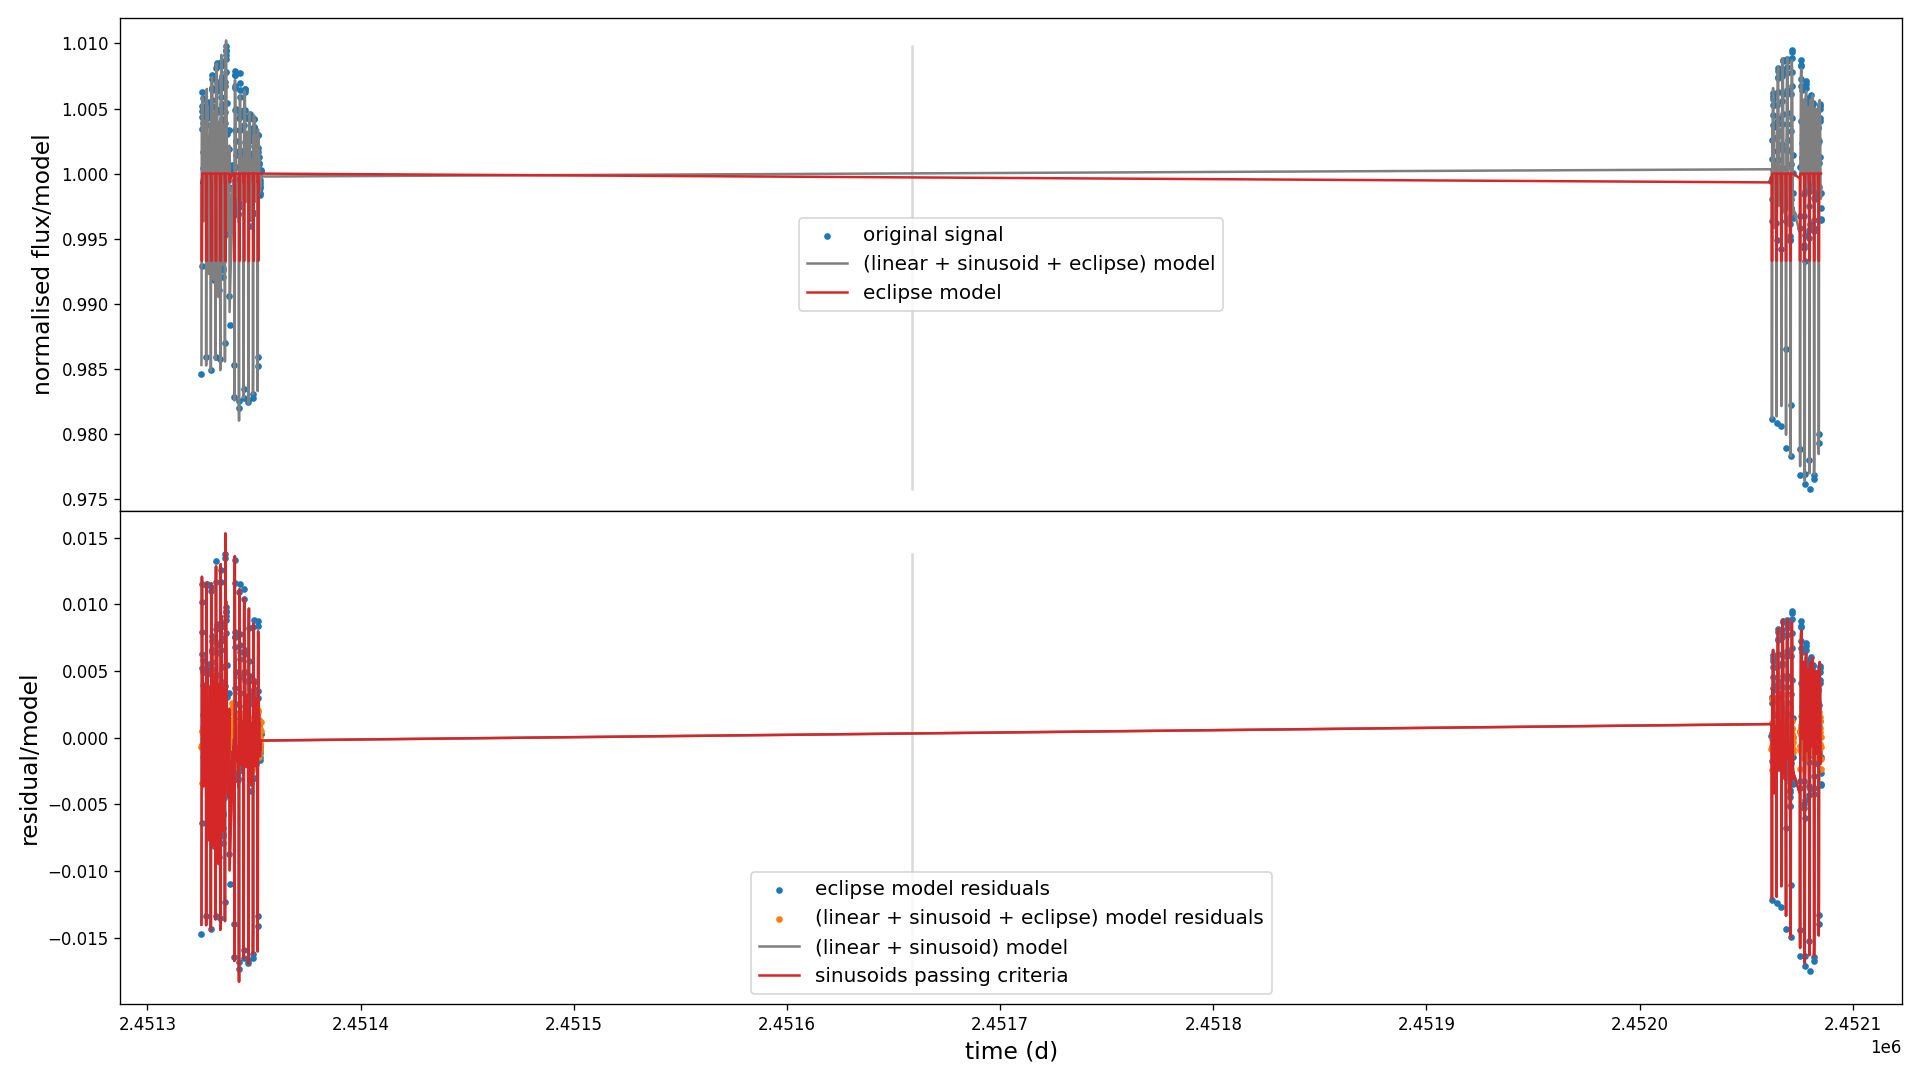 1.010
1.005
1.000
0.995
0.990
0.985
0.980
0.975
normalised flux/model
original signal
(linear + sinusoid + eclipse) model
eclipse model
0.015
0.010
0.005
0.000
−0.005
−0.010
−0.015
residual/model
eclipse model residuals
(linear + sinusoid + eclipse) model residuals
(linear + sinusoid) model
sinusoids passing criteria
2.4513 2.4514 2.4515 2.4516 2.4517 2.4518 2.4519 2.4520 2.4521
1e6
time (d)